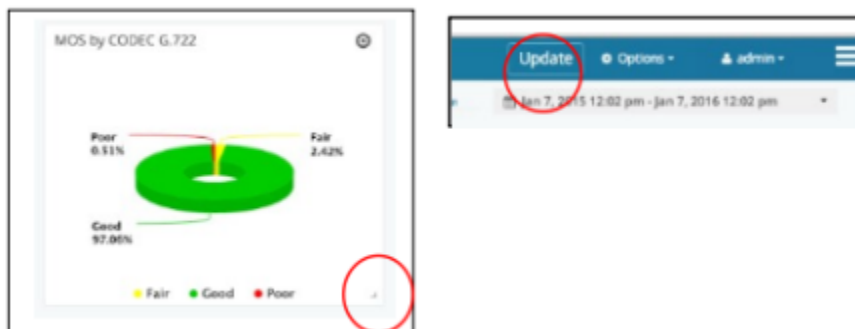 MOS by CODEC G.722
Poor
0.51%
Fair
2.42%
Good
97.06%
Fair Good Poor
Update Options admin
Jan 7, 2015 12:02 pm - Jan 7, 2016 12:02 pm